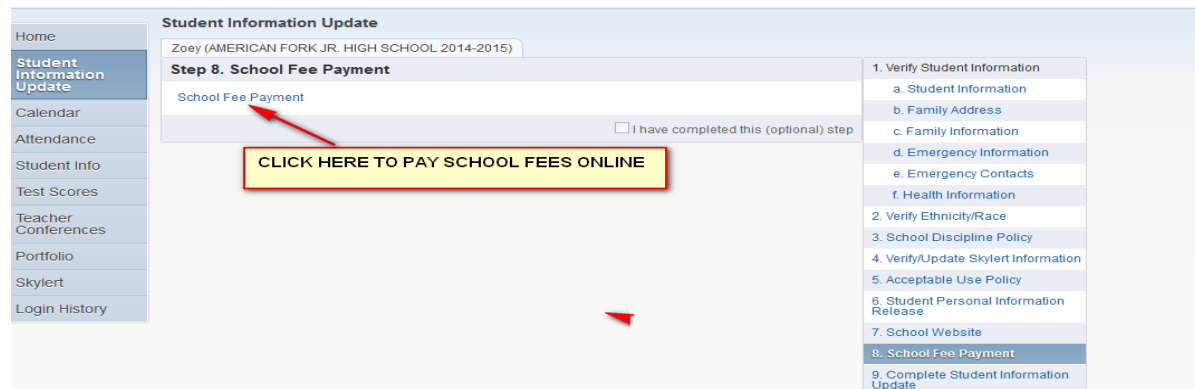 Student Information Update
Home
Student
Information
Update
Calendar
Attendance
Student Info
Test Scores
Teacher
Conferences
Portfolio
Skylert
Login History
Zoey (AMERICAN FORK JR. HIGH SCHOOL 2014-2015)
Step 8. School Fee Payment
School Fee Payment
I have completed this (optional) step
CLICK HERE TO PAY SCHOOL FEES ONLINE
1. Verify Student Information
a. Student Information
b. Family Address
c. Family Information
d. Emergency Information
e. Emergency Contacts
f. Health Information
2. Verify Ethnicity/Race
3. School Discipline Policy
4. Verify/Update Skylert Information
5. Acceptable Use Policy
6. Student Personal Information
Release
7. School Website
8. School Fee Payment
9. Complete Student Information
Update